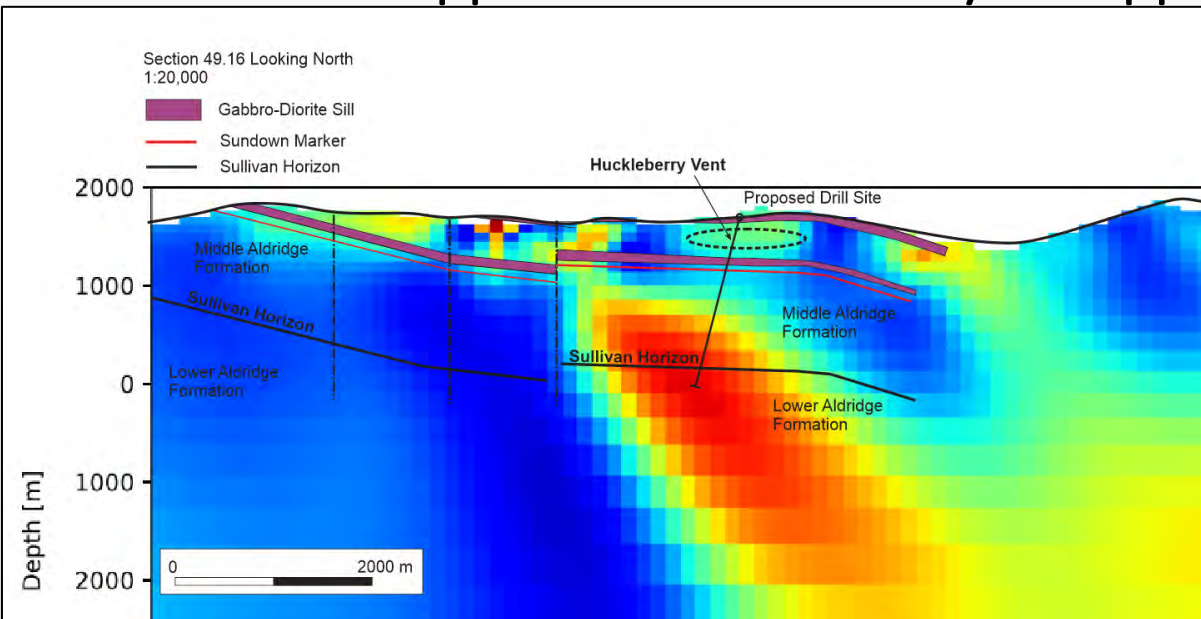 Section 49.16 Looking North
1:20,000
Gabbro-Diorite Sill
Sundown Marker
Sullivan Horizon
Huckleberry Vent
Proposed Drill Site
2000
Middle Aldridge
Formation
1000
Sullivan Horizon
Middle Aldridge
Formation
Sullivan Horizon
0
Lower Aldridge
Formation
Lower Aldridge
Formation
1000
Depth [m]
0
2000 m
2000